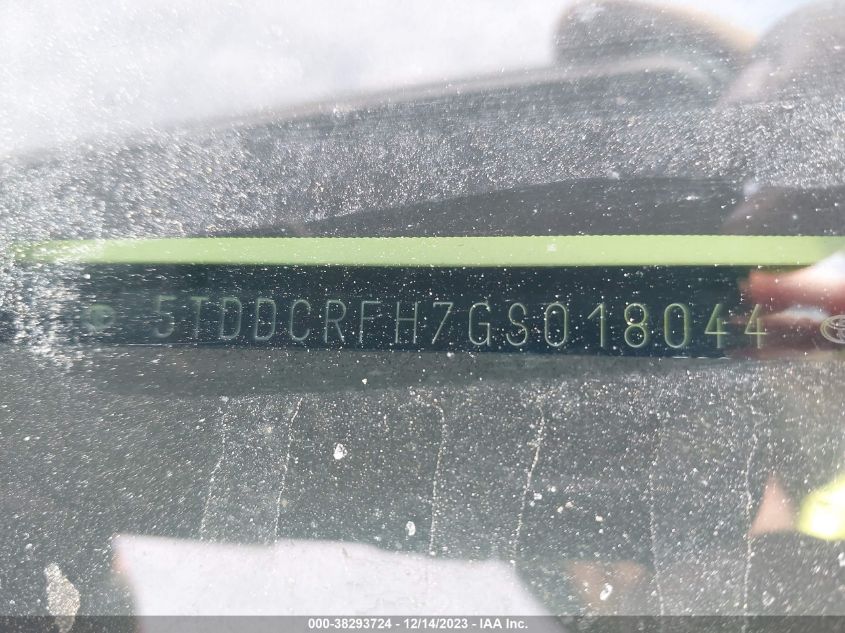 5TDDCRFH7GS018044
000-38293724 - 12/14/2023 - IAA Inc.